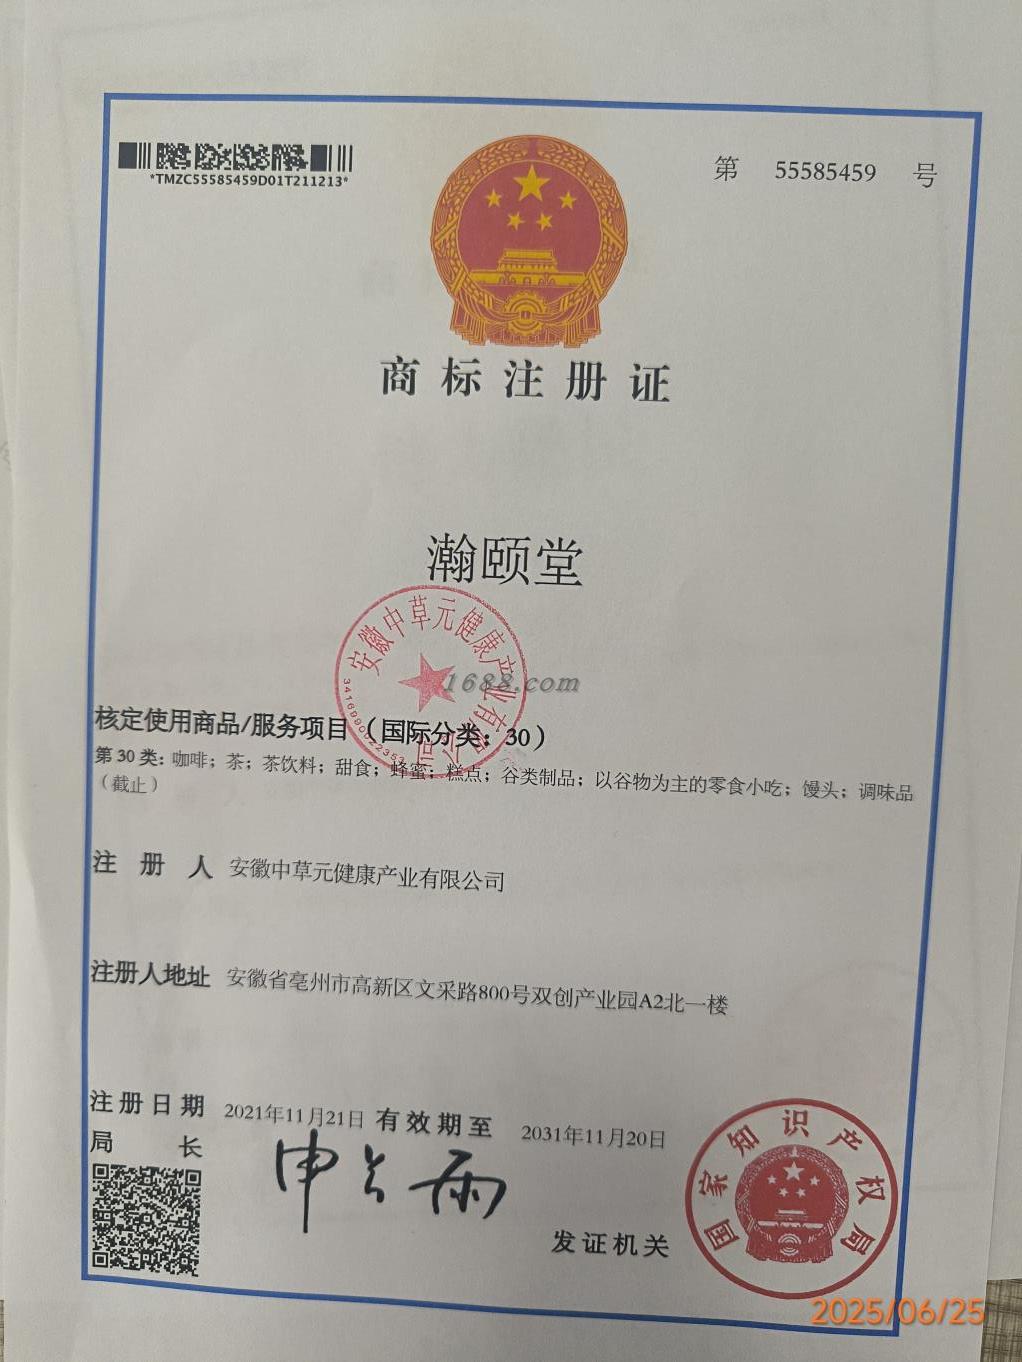 *TMZC55585459D01T211213*
第 55585459 号
商标注册证
瀚颐堂
安徽中草元健康产业有限公司
1688.com
核定使用商品/服务项目（国际分类：30）
第 30 类：咖啡；茶；茶饮料；甜食；蜂蜜；糕点；谷类制品；以谷物为主的零食小吃；馒头；调味品
（截止）
注 册 人 安徽中草元健康产业有限公司
注册人地址 安徽省亳州市高新区文采路800号双创产业园A2北一楼
注册日期 2021年11月21日 有效期至 2031年11月20日
局 长
申长雨
发证机关
国家知识产权局
2025/06/25